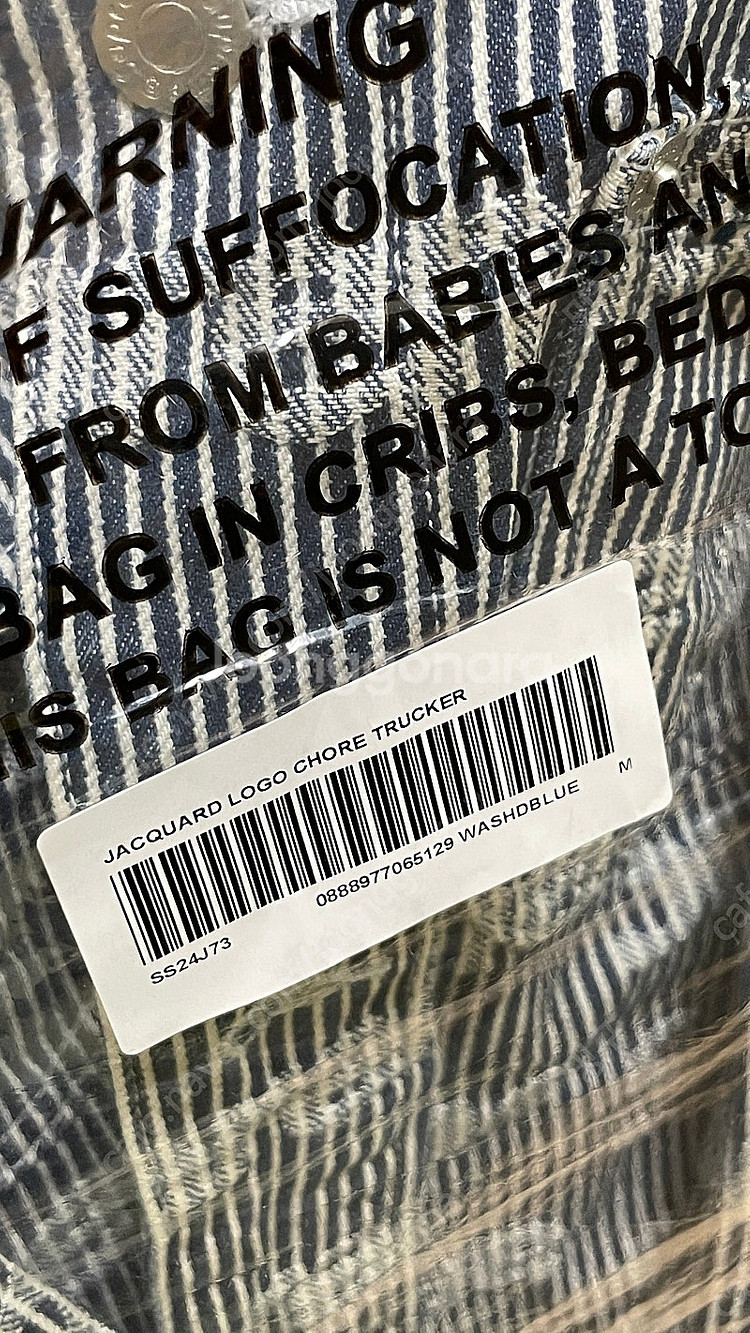 WARNING
F SUFFOCATION,
FROM BABIES AN
BAG IN CRIBS, BED
IS BAG IS NOT A TO
joonggonara
JACQUARD LOGO CHORE TRUCKER
M
0888977065129 WASHDBLUE
SS24J73